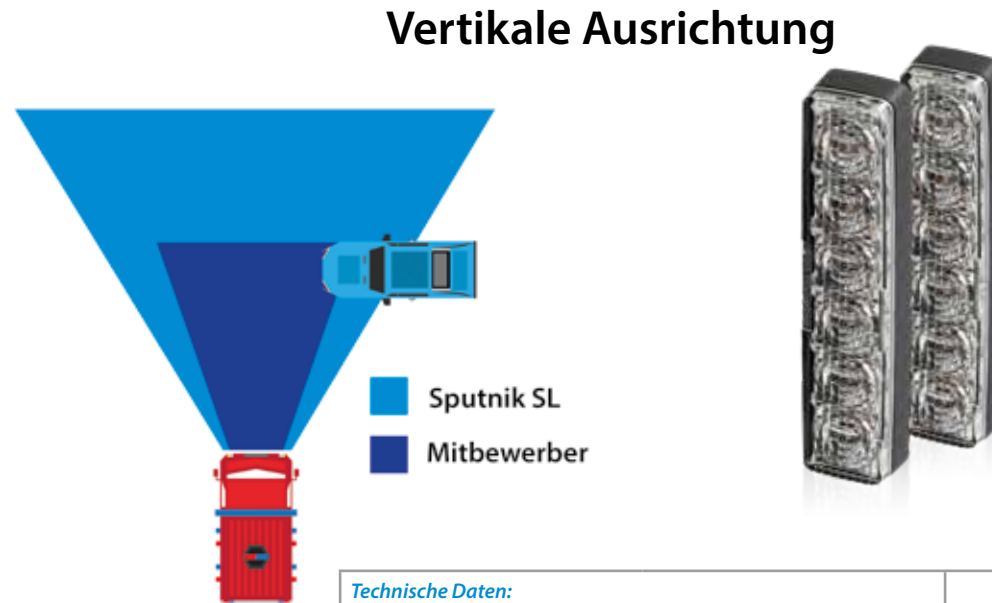 Vertikale Ausrichtung
Sputnik SL
Mitbewerber
Technische Daten: